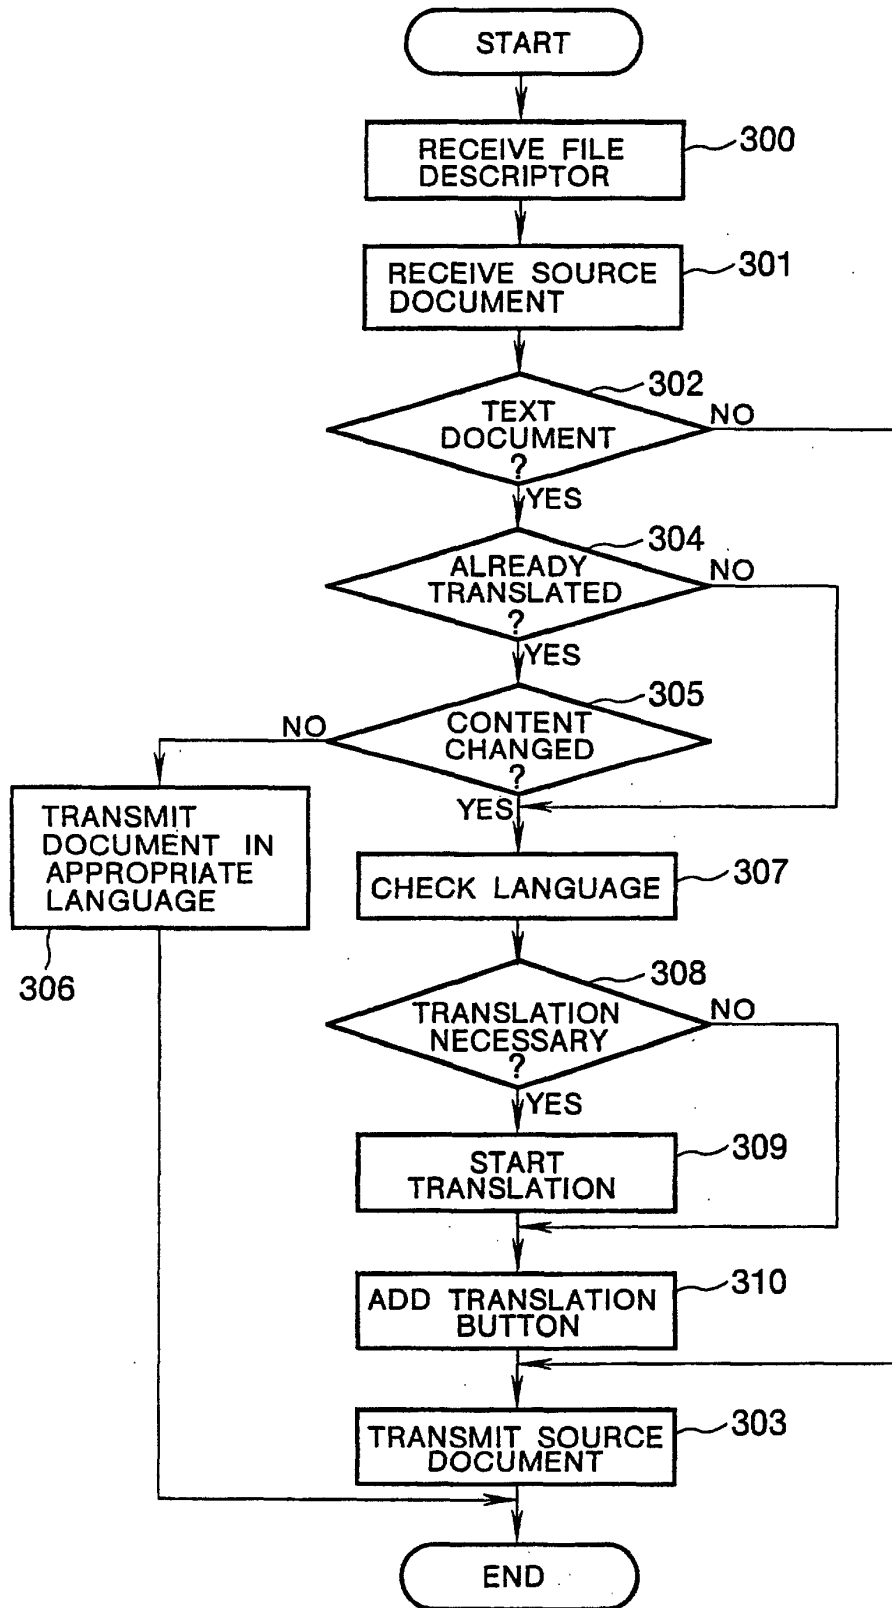 START
RECEIVE FILE
DESCRIPTOR
300
RECEIVE SOURCE
DOCUMENT
301
302
TEXT
DOCUMENT
?
NO
YES
304
ALREADY
TRANSLATED
?
NO
YES
305
CONTENT
CHANGED
?
NO
YES
TRANSMIT
DOCUMENT IN
APPROPRIATE
LANGUAGE
306
CHECK LANGUAGE
307
308
TRANSLATION
NECESSARY
?
NO
YES
START
TRANSLATION
309
ADD TRANSLATION
BUTTON
310
TRANSMIT SOURCE
DOCUMENT
303
END